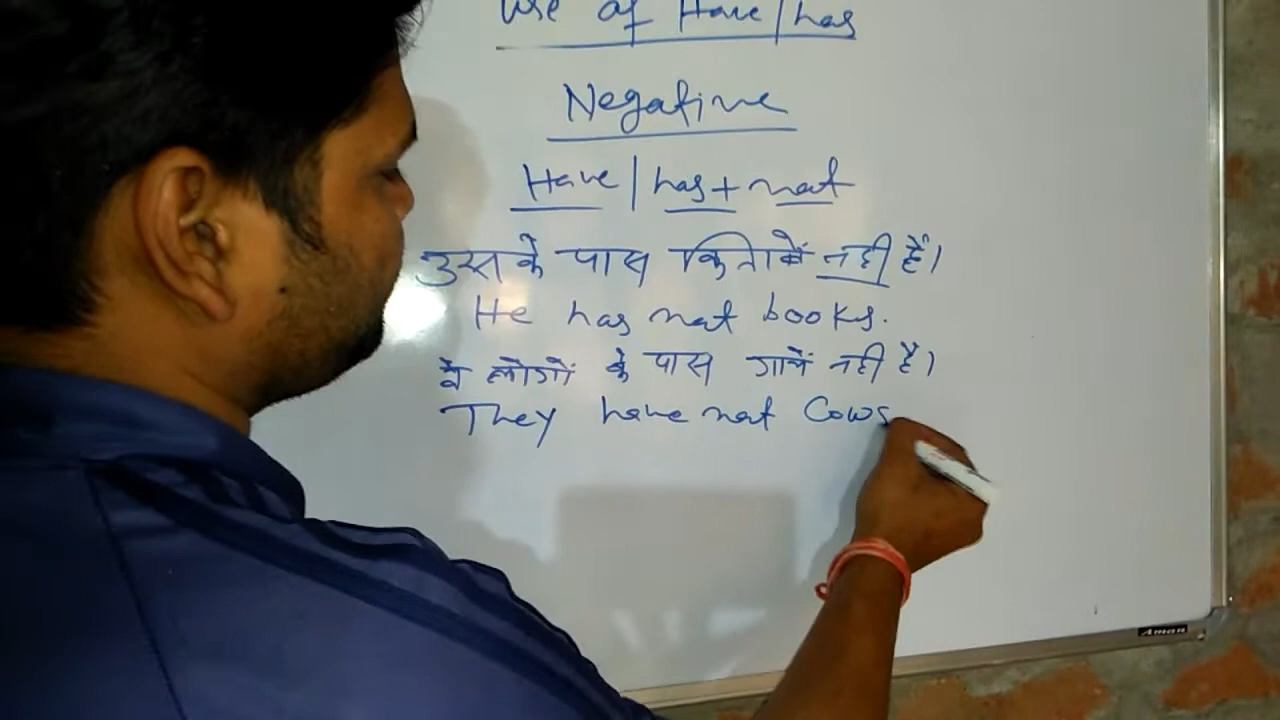 Use of Have/has
Negative
Have/has + not
उसके पास किताबें नहीं हैं।
He has not books.
वे लोगों के पास गायें नही है।
They have not Cows
Aman